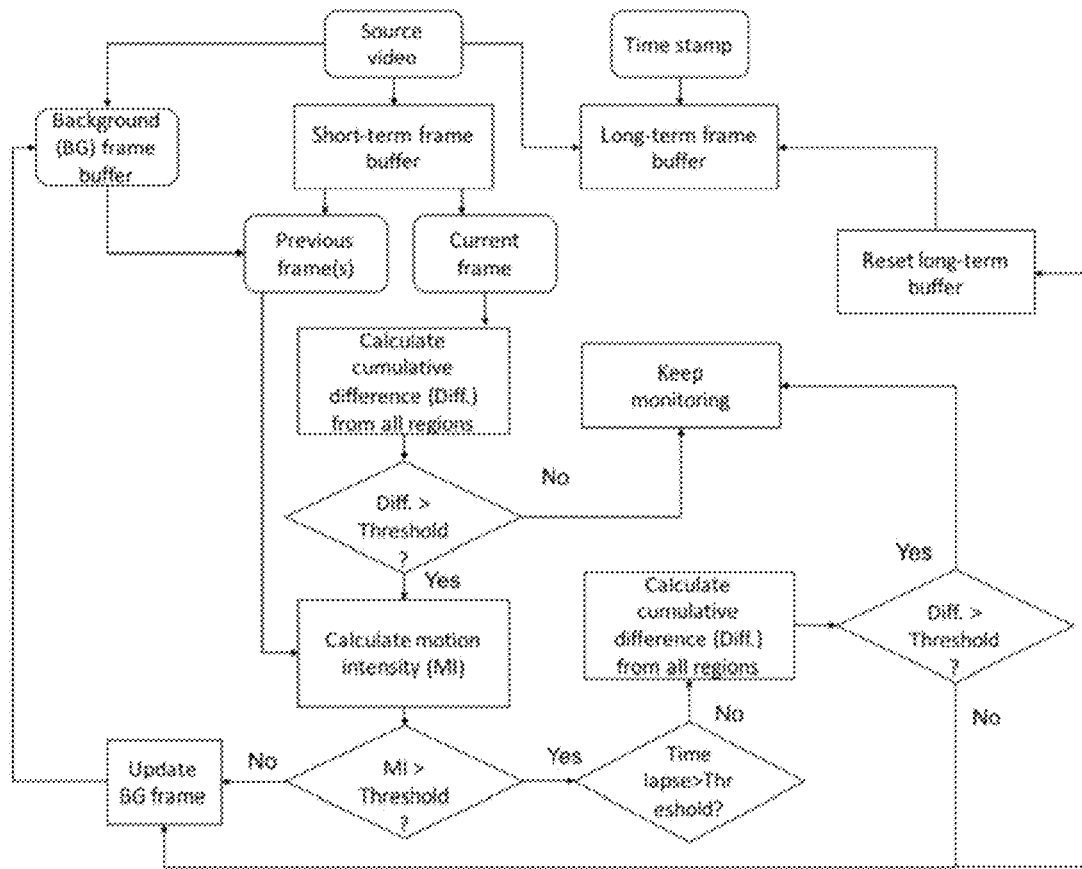 Source
video
Time stamp
Background
(BG) frame
buffer
Short-term frame
buffer
Long-term frame
buffer
Previous
frame(s)
Current
frame
Reset long-term
buffer
Calculate
cumulative
difference (Diff.)
from all regions
Keep
monitoring
No
Diff. >
Threshold
?
Yes
Calculate
cumulative
difference (Diff.)
from all regions
Yes
Diff. >
Threshold
?
Calculate motion
intensity (MI)
No
No
Update
BG frame
No
MI >
Threshold
?
Yes
Time
lapse>Thr
eshold?